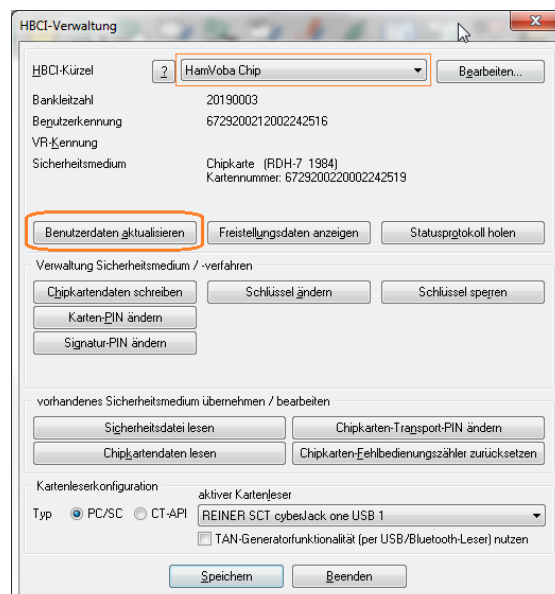 HBCI-Verwaltung
HBCI-Kürzel ? HamVoba Chip Bearbeiten...
Bankleitzahl 20190003
Benutzerkennung 6729200212002242516
VR-Kennung
Sicherheitsmedium Chipkarte (RDH-7 1984)
Kartennummer: 6729200220002242519
Benutzerdaten aktualisieren Freistellungsdaten anzeigen Statusprotokoll holen
Verwaltung Sicherheitsmedium / -verfahren
Chipkartendaten schreiben Schlüssel ändern Schlüssel sperren
Karten-PIN ändern
Signatur-PIN ändern
vorhandenes Sicherheitsmedium übernehmen / bearbeiten
Sicherheitsdatei lesen Chipkarten-Transport-PIN ändern
Chipkartendaten lesen Chipkarten-Fehlbedienungszähler zurücksetzen
Kartenleserkonfiguration
aktiver Kartenleser
Typ PC/SC CT-API REINER SCT cyberJack one USB 1
TAN-Generatorfunktionalität (per USB/Bluetooth-Leser) nutzen
Speichern Beenden